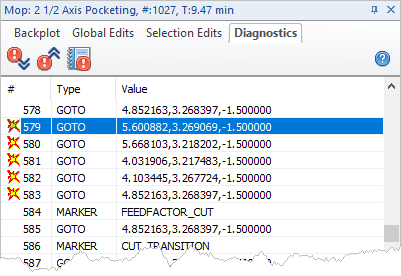 Mop: 2 1/2 Axis Pocketing, #:1027, T:9.47 min
Backplot Global Edits Selection Edits Diagnostics
# Type Value
578 GOTO 4.852163,3.268397,-1.500000
579 GOTO 5.600882,3.269069,-1.500000
580 GOTO 5.668103,3.218202,-1.500000
581 GOTO 4.031906,3.217483,-1.500000
582 GOTO 4.103445,3.267724,-1.500000
583 GOTO 4.852163,3.268397,-1.500000
584 MARKER FEEDFACTOR_CUT
585 GOTO 4.852163,3.268397,-1.500000
586 MARKER CUT_TRANSITION
587 GOTO